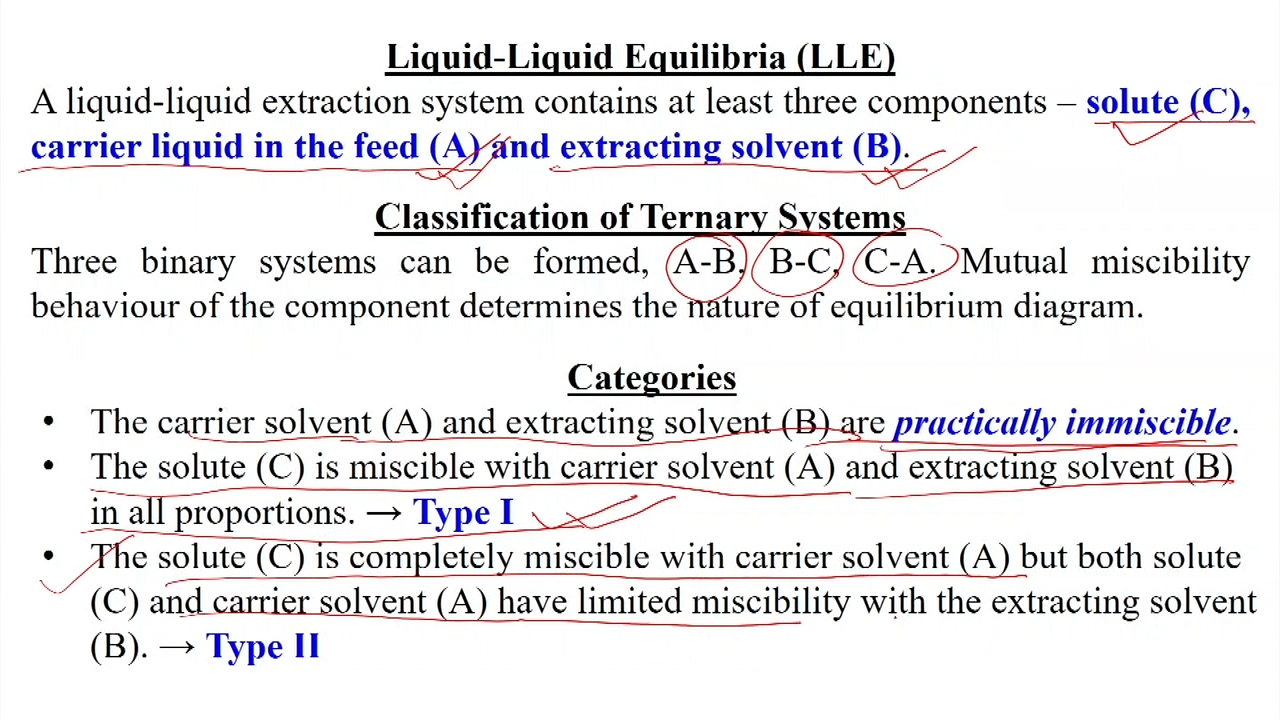 Liquid-Liquid Equilibria (LLE)
A liquid-liquid extraction system contains at least three components – solute (C),
carrier liquid in the feed (A) and extracting solvent (B).
Classification of Ternary Systems
Three binary systems can be formed, A-B, B-C, C-A. Mutual miscibility
behaviour of the component determines the nature of equilibrium diagram.
Categories
• The carrier solvent (A) and extracting solvent (B) are practically immiscible.
• The solute (C) is miscible with carrier solvent (A) and extracting solvent (B)
in all proportions. → Type I
• The solute (C) is completely miscible with carrier solvent (A) but both solute
(C) and carrier solvent (A) have limited miscibility with the extracting solvent
(B). → Type II